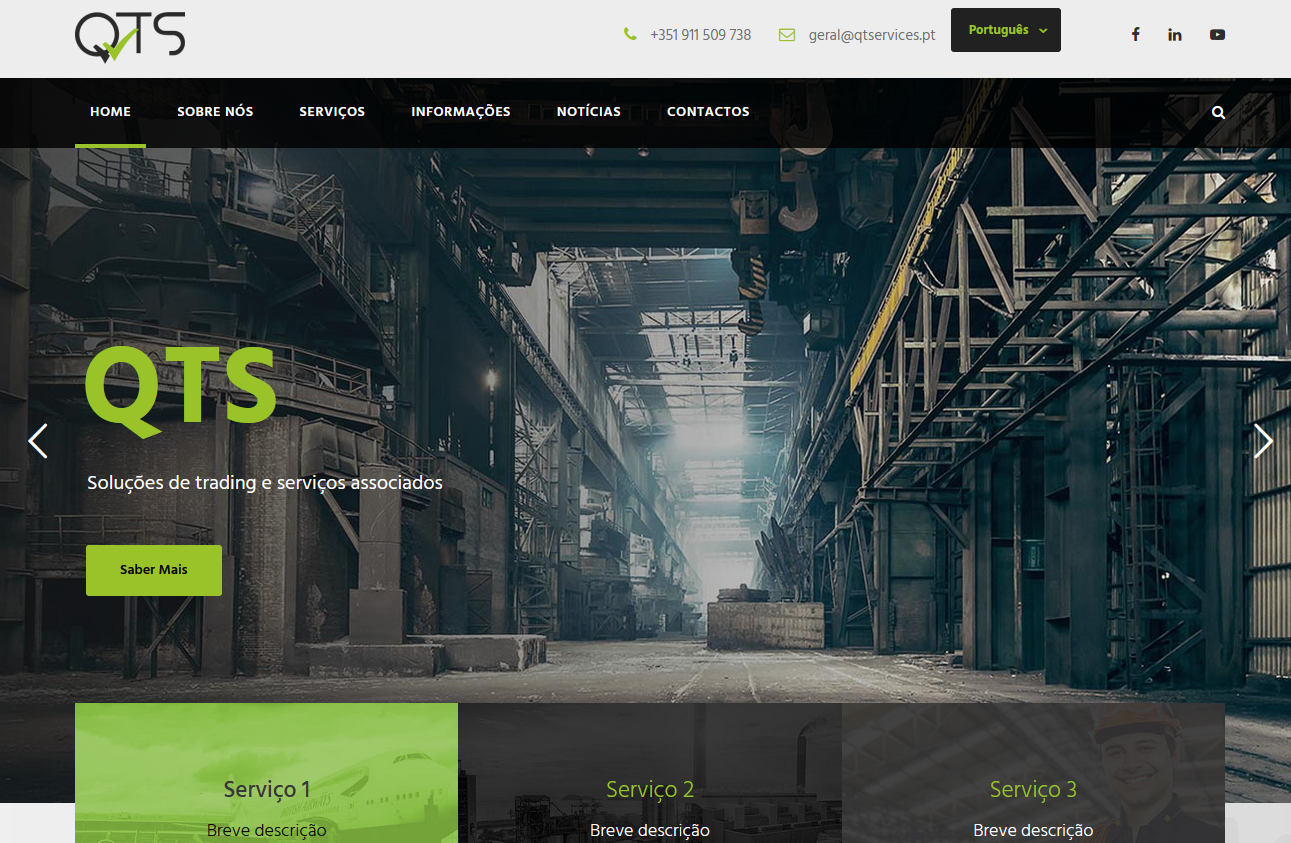 QTS
+351 911 509 738
geral@qtservices.pt
Português
HOME
SOBRE NÓS
SERVIÇOS
INFORMAÇÕES
NOTÍCIAS
CONTACTOS
QTS
Soluções de trading e serviços associados
Saber Mais
Serviço 1
Breve descrição
Serviço 2
Breve descrição
Serviço 3
Breve descrição